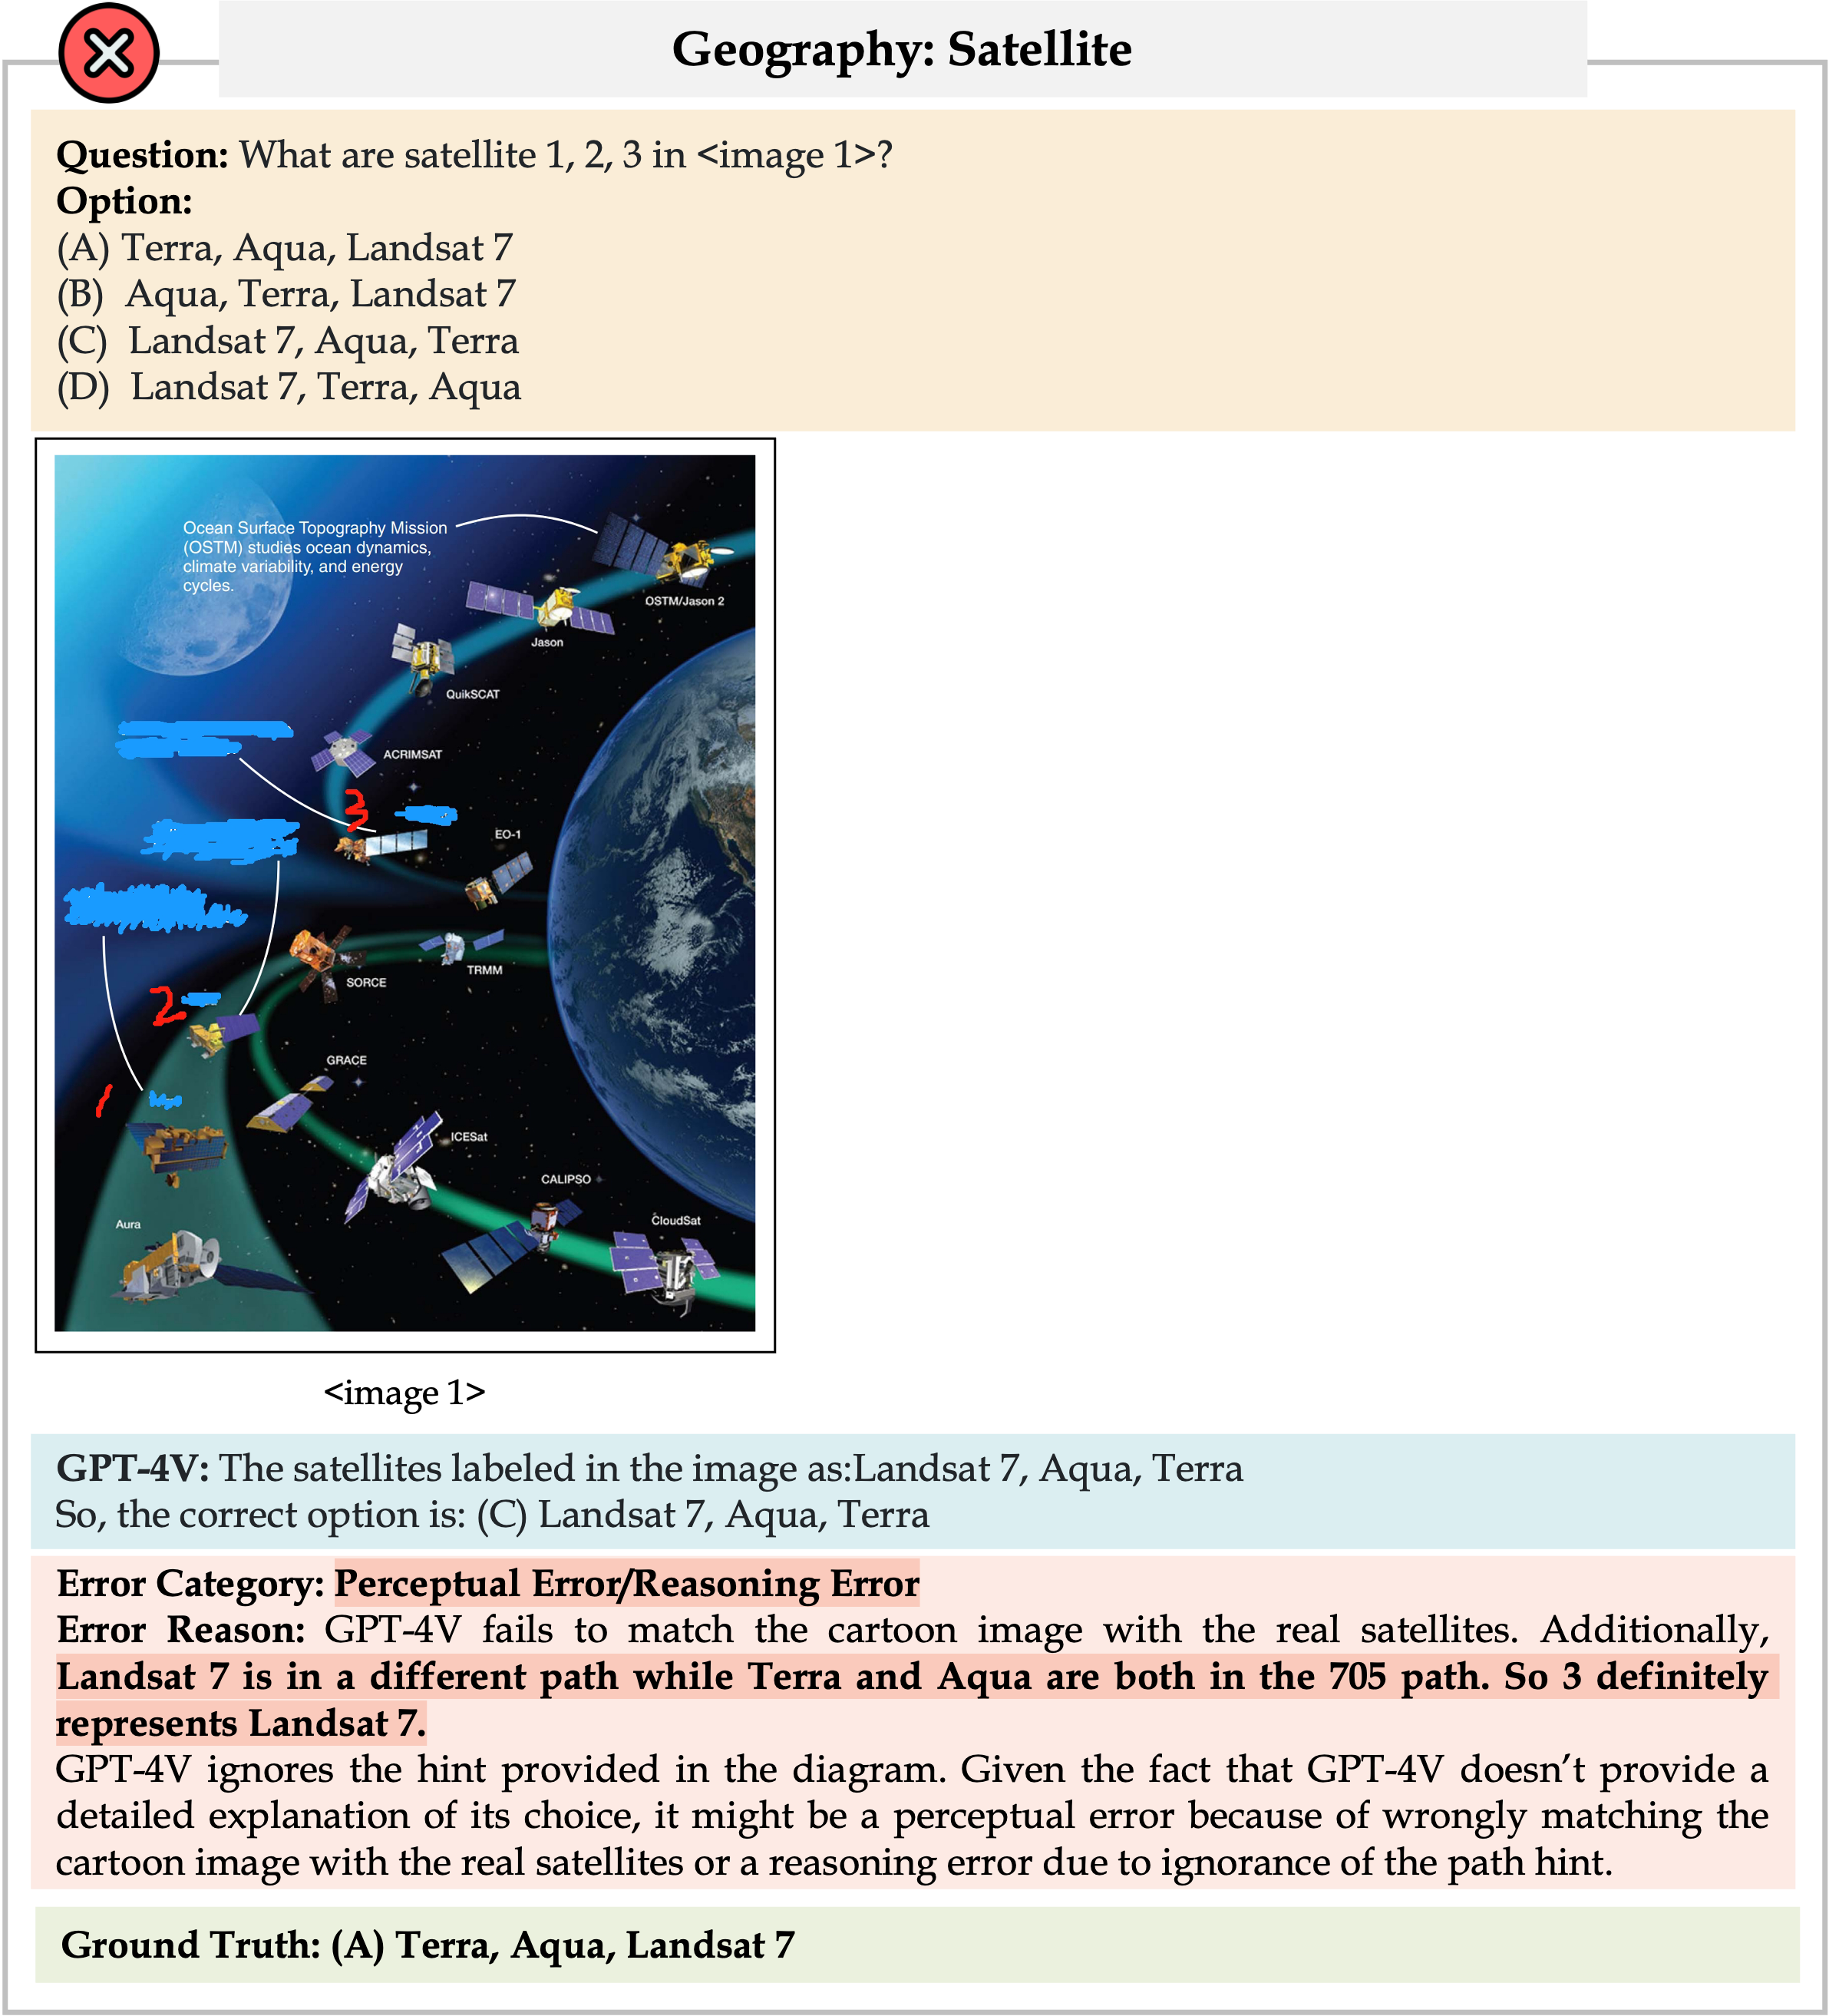 Geography: Satellite
Question: What are satellite 1, 2, 3 in <image 1>?
Option:
(A) Terra, Aqua, Landsat 7
(B) Aqua, Terra, Landsat 7
(C) Landsat 7, Aqua, Terra
(D) Landsat 7, Terra, Aqua
Ocean Surface Topography Mission
(OSTM) studies ocean dynamics,
climate variability, and energy
cycles.
OSTM/Jason 2
Jason
QuikSCAT
ACRIMSAT
3
EO-1
TRMM
SORCE
2
GRACE
1
ICESat
CALIPSO
CloudSat
Aura
<image 1>
GPT-4V: The satellites labeled in the image as:Landsat 7, Aqua, Terra
So, the correct option is: (C) Landsat 7, Aqua, Terra
Error Category: Perceptual Error/Reasoning Error
Error Reason: GPT-4V fails to match the cartoon image with the real satellites. Additionally,
Landsat 7 is in a different path while Terra and Aqua are both in the 705 path. So 3 definitely
represents Landsat 7.
GPT-4V ignores the hint provided in the diagram. Given the fact that GPT-4V doesn’t provide a
detailed explanation of its choice, it might be a perceptual error because of wrongly matching the
cartoon image with the real satellites or a reasoning error due to ignorance of the path hint.
Ground Truth: (A) Terra, Aqua, Landsat 7